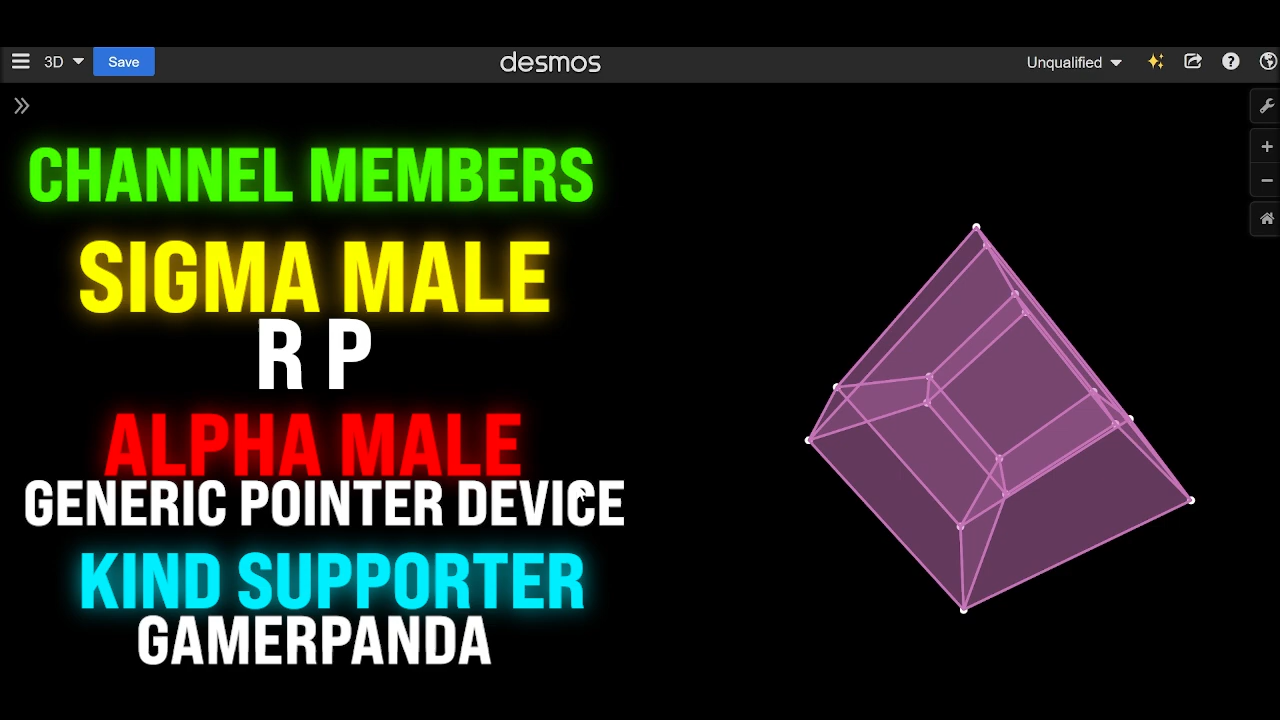 3D Save desmos Unqualified
CHANNEL MEMBERS
SIGMA MALE
R P
ALPHA MALE
GENERIC POINTER DEVICE
KIND SUPPORTER
GAMERPANDA